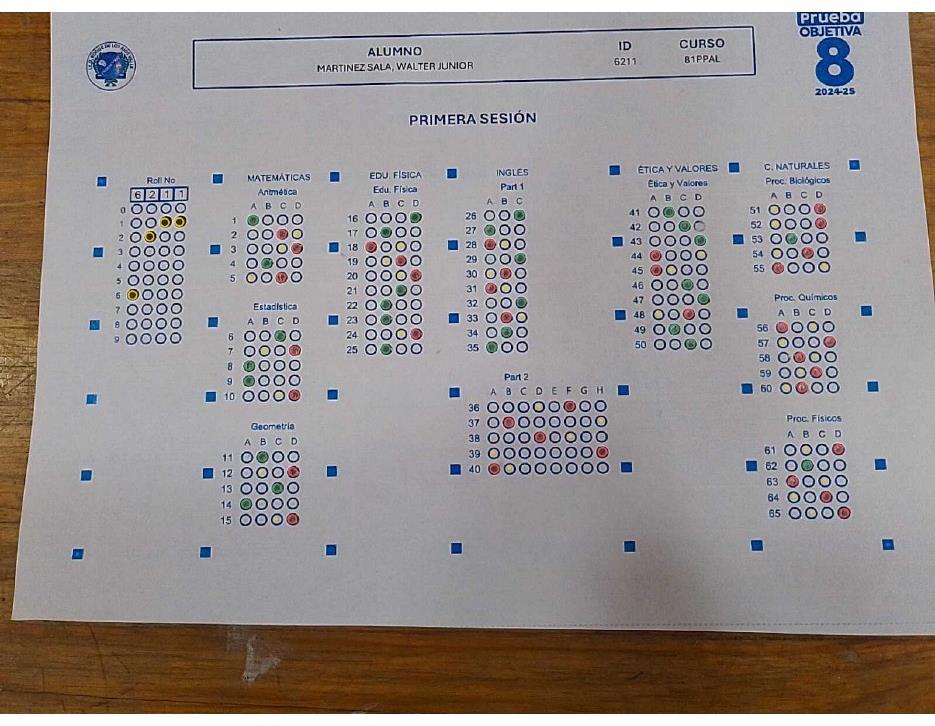 Prueba
OBJETIVA
8
2024-25
ALUMNO ID CURSO
MARTINEZ SALA, WALTER JUNIOR 6211 81PPAL
PRIMERA SESIÓN
Roll No
6 2 1 1
0
1
2
3
4
5
6
7
8
9
MATEMÁTICAS
Aritmética
A B C D
1
2
3
4
5
Estadística
A B C D
6
7
8
9
10
Geometría
A B C D
11
12
13
14
15
EDU. FÍSICA
Edu. Física
A B C D
16
17
18
19
20
21
22
23
24
25
INGLES
Part 1
A B C
26
27
28
29
30
31
32
33
34
35
Part 2
A B C D E F G H
36
37
38
39
40
ÉTICA Y VALORES
Ética y Valores
A B C D
41
42
43
44
45
46
47
48
49
50
C. NATURALES
Proc. Biológicos
A B C D
51
52
53
54
55
Proc. Químicos
A B C D
56
57
58
59
60
Proc. Físicos
A B C D
61
62
63
64
65